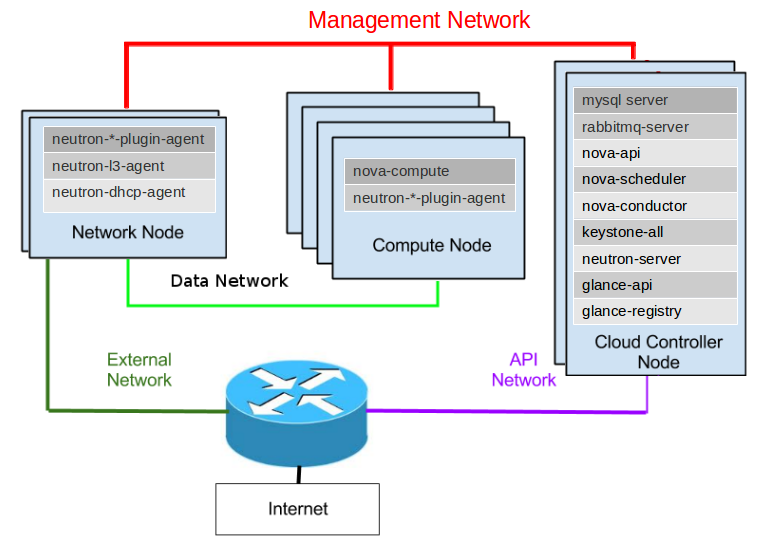 Management Network
neutron-*-plugin-agent
neutron-l3-agent
neutron-dhcp-agent
Network Node
nova-compute
neutron-*-plugin-agent
Compute Node
mysql server
rabbitmq-server
nova-api
nova-scheduler
nova-conductor
keystone-all
neutron-server
glance-api
glance-registry
Cloud Controller
Node
Data Network
External
Network
API
Network
Internet